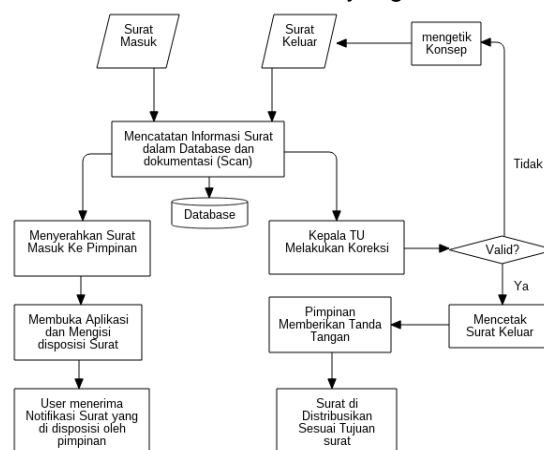 Surat
Masuk
Surat
Keluar
mengetik
Konsep
Mencatatan Informasi Surat
dalam Database dan
dokumentasi (Scan)
Tidak
Database
Menyerahkan Surat
Masuk Ke Pimpinan
Kepala TU
Melakukan Koreksi
Valid?
Ya
Membuka Aplikasi
dan Mengisi
disposisi Surat
Pimpinan
Memberikan Tanda
Tangan
Mencetak
Surat Keluar
User menerima
Notifikasi Surat yang
di disposisi oleh
pimpinan
Surat di
Distribusikan
Sesuai Tujuan
surat